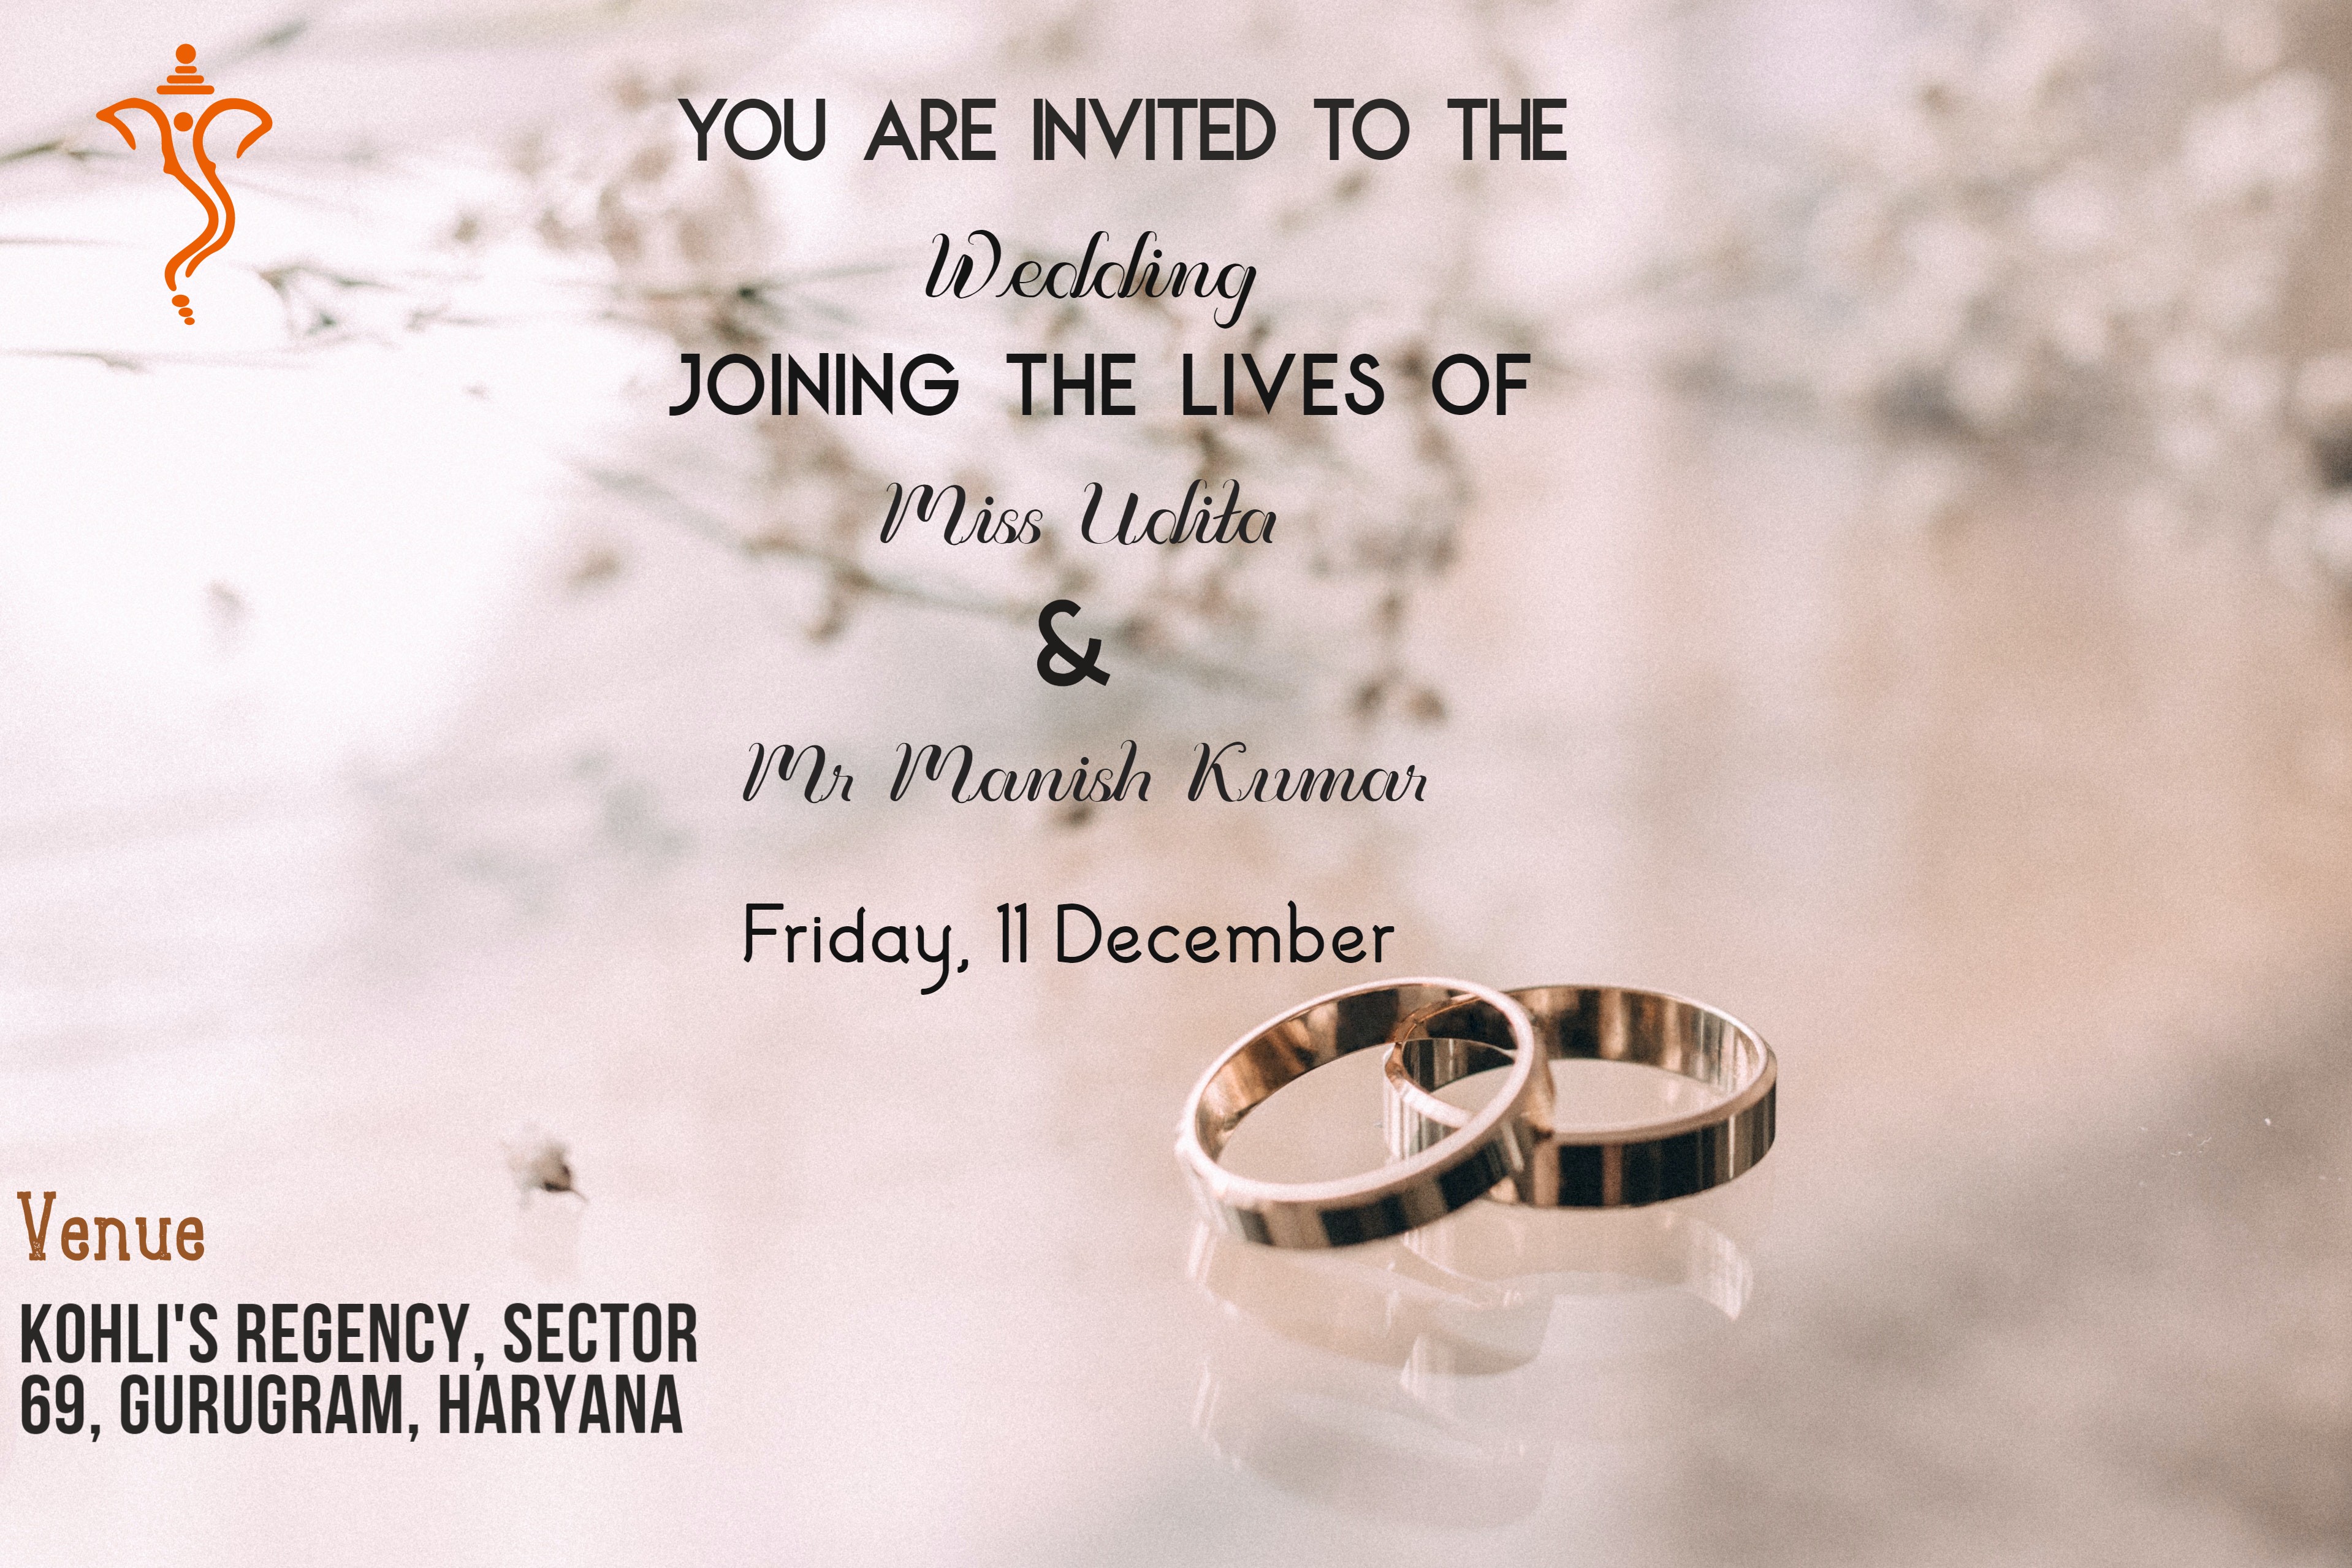 YOU ARE INVITED TO THE
Wedding
JOINING THE LIVES OF
Miss Udita
&
Mr Manish Kumar
Friday, 11 December
Venue
KOHLI'S REGENCY, SECTOR
69, GURUGRAM, HARYANA